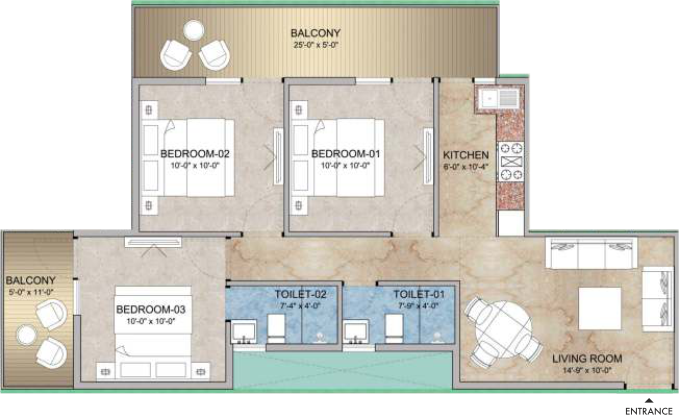 BALCONY
25'-0" x 5'-0"
BEDROOM-02
10'-0" x 10'-0"
BEDROOM-01
10'-0" x 10'-0"
KITCHEN
6'-0" x 10'-4"
BALCONY
5'-0" x 11'-0"
BEDROOM-03
10'-0" x 10'-0"
TOILET-02
7'-4" x 4'-0"
TOILET-01
7'-9" x 4'-0"
LIVING ROOM
14'-9" x 10'-0"
ENTRANCE